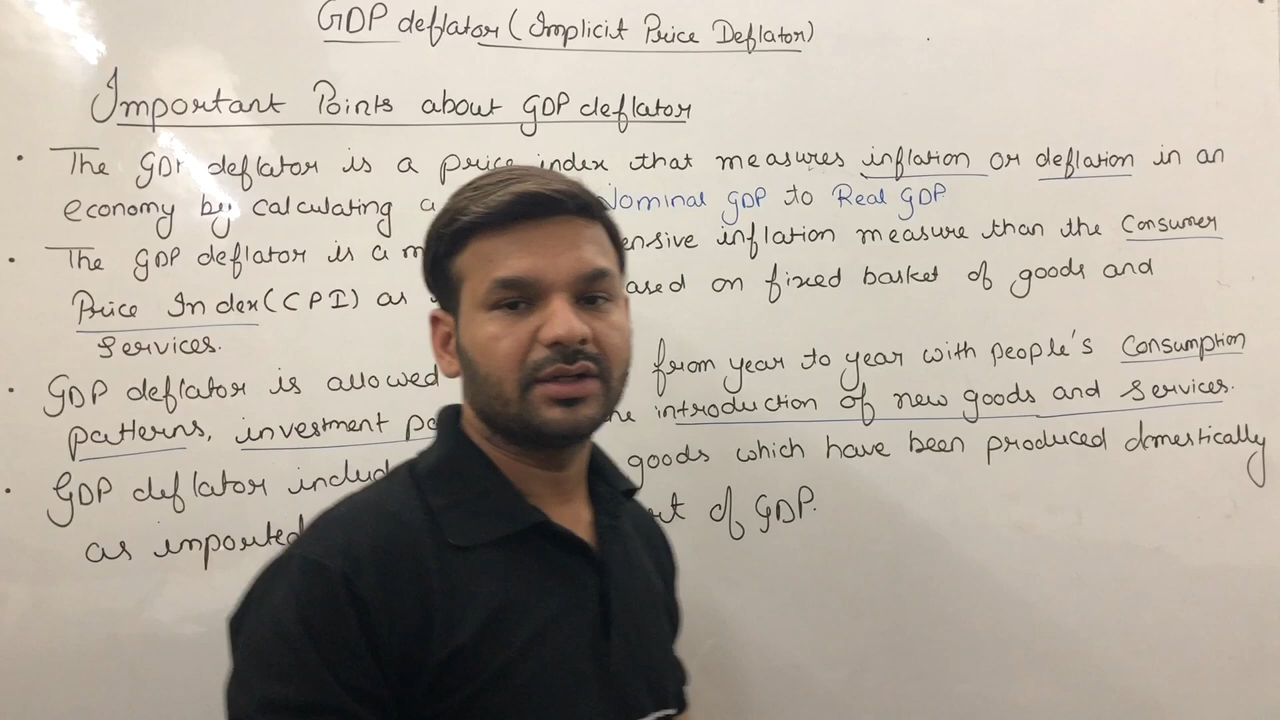 GDP deflator (Implicit Price Deflator)
Important Points about GDP deflator
The GDP deflator is a price index that measures inflation or deflation in an
economy by calculating a Nominal GDP to Real GDP.
The GDP deflator is a inflation measure than the Consumer
Price Index (CPI) as on fixed basket of goods and
services.
GDP deflator is allowed from year to year with people's consumption
patterns, investment introduction of new goods and services.
GDP deflator goods which have been produced domestically
as imported of GDP.